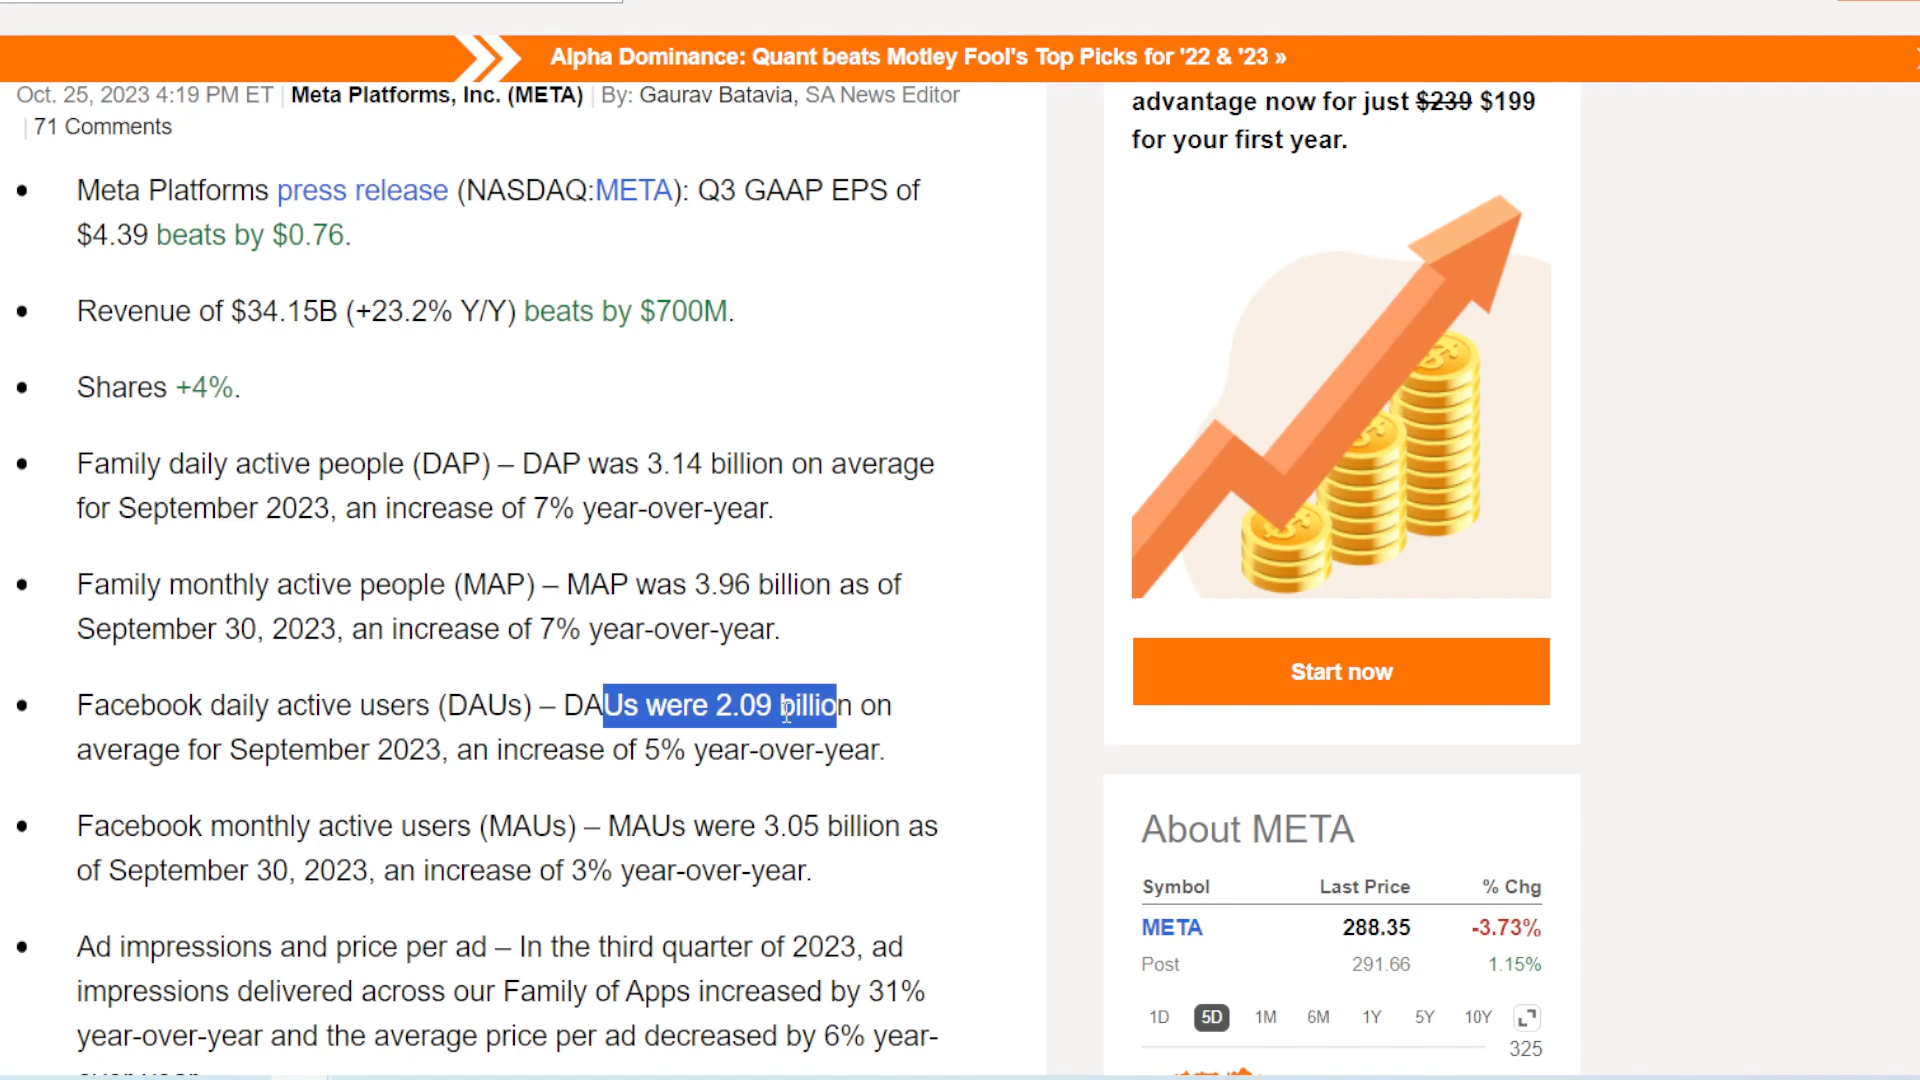 Alpha Dominance: Quant beats Motley Fool's Top Picks for '22 & '23 »
Oct. 25, 2023 4:19 PM ET | Meta Platforms, Inc. (META) | By: Gaurav Batavia, SA News Editor
| 71 Comments
• Meta Platforms press release (NASDAQ:META): Q3 GAAP EPS of
$4.39 beats by $0.76.
• Revenue of $34.15B (+23.2% Y/Y) beats by $700M.
• Shares +4%.
• Family daily active people (DAP) – DAP was 3.14 billion on average
for September 2023, an increase of 7% year-over-year.
• Family monthly active people (MAP) – MAP was 3.96 billion as of
September 30, 2023, an increase of 7% year-over-year.
• Facebook daily active users (DAUs) – DAUs were 2.09 billion on
average for September 2023, an increase of 5% year-over-year.
• Facebook monthly active users (MAUs) – MAUs were 3.05 billion as
of September 30, 2023, an increase of 3% year-over-year.
• Ad impressions and price per ad – In the third quarter of 2023, ad
impressions delivered across our Family of Apps increased by 31%
year-over-year and the average price per ad decreased by 6% year-
advantage now for just $239 $199
for your first year.
Start now
About META
Symbol Last Price % Chg
META 288.35 -3.73%
Post 291.66 1.15%
1D 5D 1M 6M 1Y 5Y 10Y
325